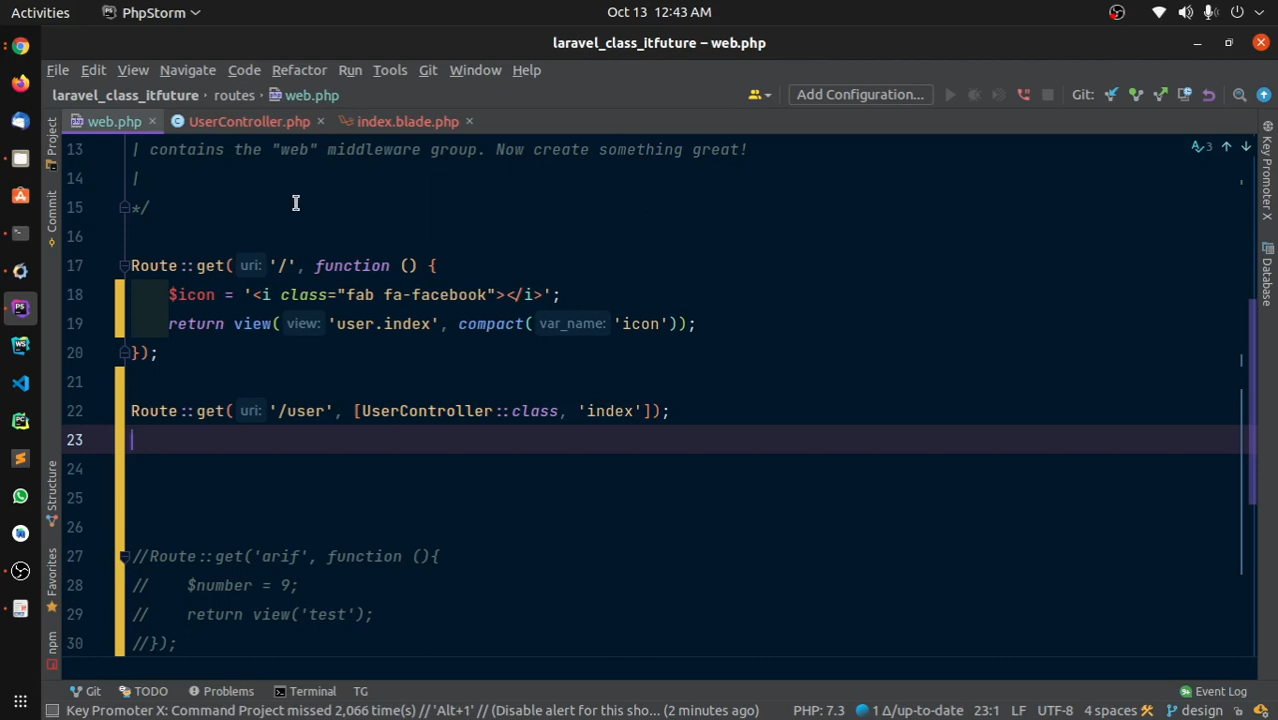 Activities
PhpStorm
Oct 13 12:43 AM
laravel_class_itfuture – web.php
File Edit View Navigate Code Refactor Run Tools Git Window Help
laravel_class_itfuture › routes › web.php
Add Configuration...
Git:
web.php
UserController.php
index.blade.php
Project
Commit
Structure
Favorites
npm
Key Promoter X
Database
3
13 | contains the "web" middleware group. Now create something great!
14 |
15 */
16
17 Route::get( uri: '/', function () {
18 $icon = '<i class="fab fa-facebook"></i>';
19 return view( view: 'user.index', compact( var_name: 'icon'));
20 });
21
22 Route::get( uri: '/user', [UserController::class, 'index']);
23
24
25
26
27 //Route::get('arif', function (){
28 // $number = 9;
29 // return view('test');
30 //});
Git
TODO
Problems
Terminal
TG
Event Log
Key Promoter X: Command Project missed 2,066 time(s) // 'Alt+1' // (Disable alert for this sho... (2 minutes ago)
PHP: 7.3
1 Δ/up-to-date
23:1
LF
UTF-8
4 spaces
design